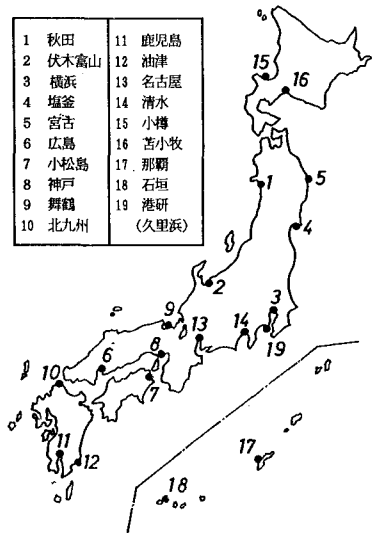 1 秋田
2 伏木富山
3 横浜
4 塩釜
5 宮古
6 広島
7 小松島
8 神戸
9 舞鶴
10 北九州
11 鹿児島
12 油津
13 名古屋
14 清水
15 小樽
16 苫小牧
17 那覇
18 石垣
19 港研
(久里浜)
15
16
1
5
4
2
3
9
13
14
8
19
6
10
7
11
12
17
18